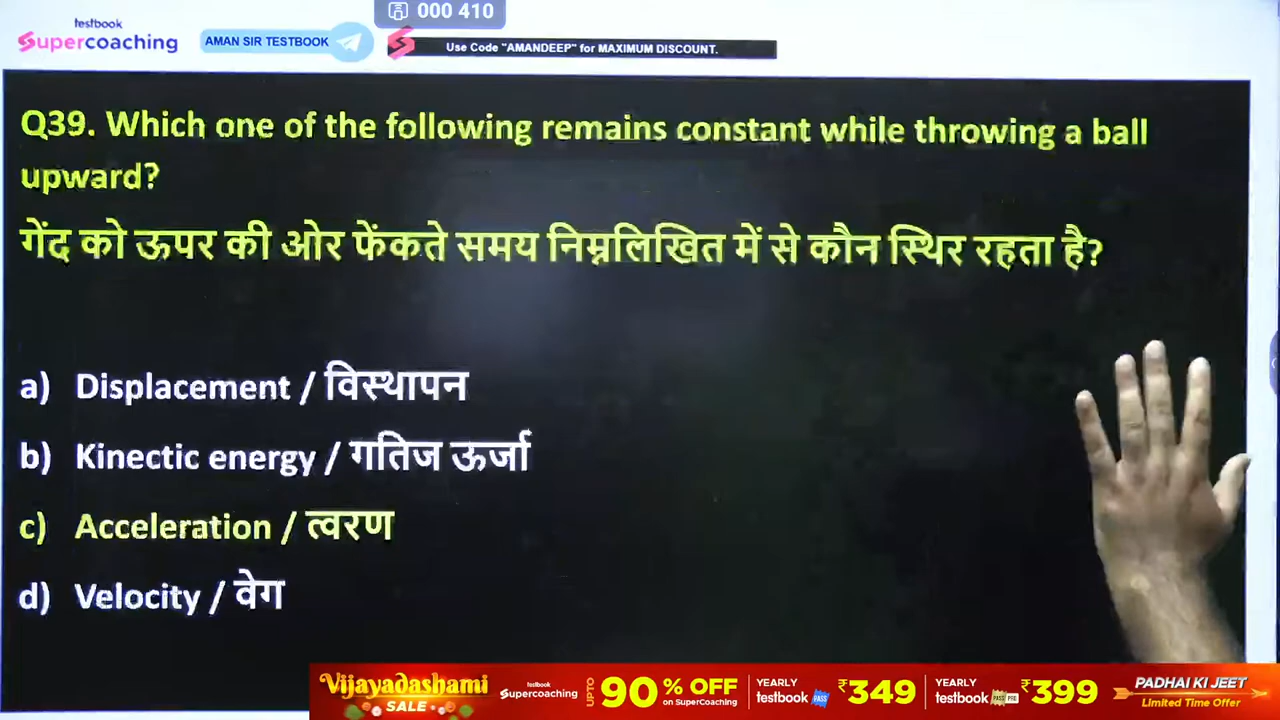 000 410
testbook
Supercoaching
AMAN SIR TESTBOOK
Use Code "AMANDEEP" for MAXIMUM DISCOUNT.
Q39. Which one of the following remains constant while throwing a ball
upward?
गेंद को ऊपर की ओर फेंकते समय निम्नलिखित में से कौन स्थिर रहता है?
a) Displacement / विस्थापन
b) Kinectic energy / गतिज ऊर्जा
c) Acceleration / त्वरण
d) Velocity / वेग
Vijayadashami
SALE
testbook
Supercoaching
UPTO
90% OFF
on SuperCoaching
YEARLY
testbook PASS
₹349
YEARLY
testbook PASS PRO
₹399
PADHAI KI JEET
Limited Time Offer